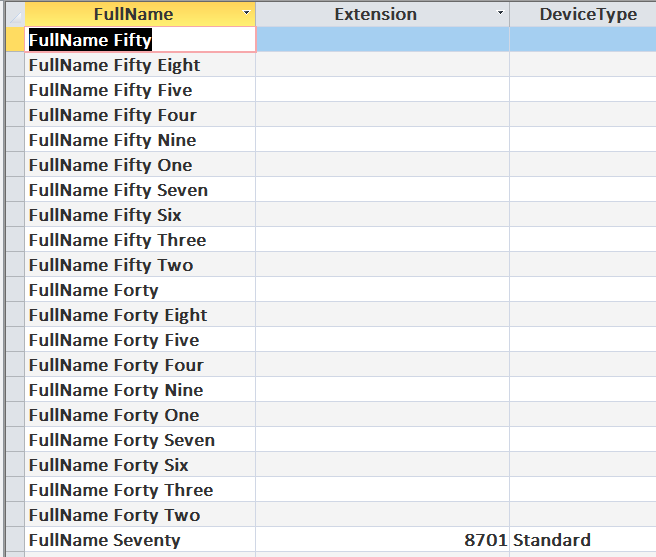 FullName Extension DeviceType
FullName Fifty
FullName Fifty Eight
FullName Fifty Five
FullName Fifty Four
FullName Fifty Nine
FullName Fifty One
FullName Fifty Seven
FullName Fifty Six
FullName Fifty Three
FullName Fifty Two
FullName Forty
FullName Forty Eight
FullName Forty Five
FullName Forty Four
FullName Forty Nine
FullName Forty One
FullName Forty Seven
FullName Forty Six
FullName Forty Three
FullName Forty Two
FullName Seventy 8701 Standard